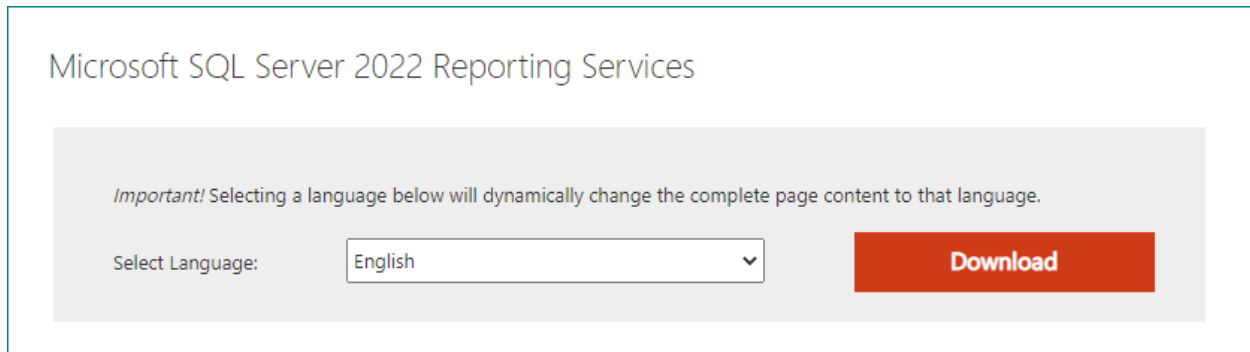 Microsoft SQL Server 2022 Reporting Services
Important! Selecting a language below will dynamically change the complete page content to that language.
Select Language:
English
Download